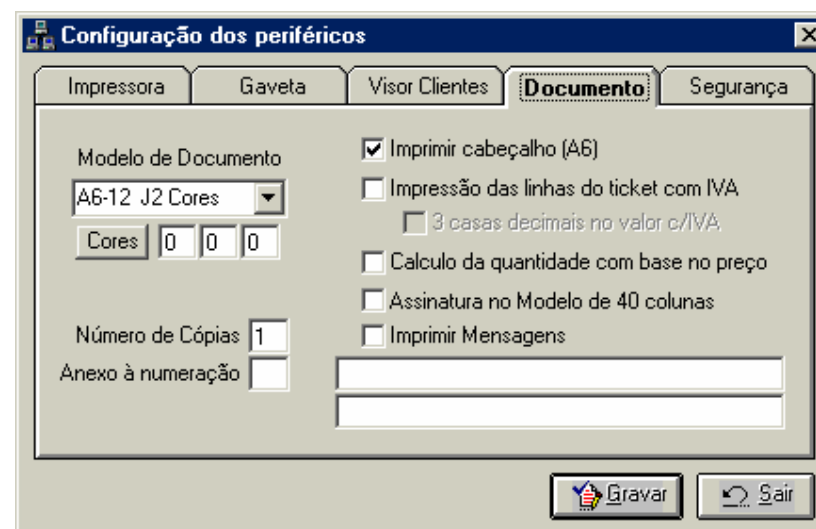 Configuração dos periféricos
Impressora Gaveta Visor Clientes Documento Segurança
Modelo de Documento
A6-12 J2 Cores
Cores 0 0 0
Número de Cópias 1
Anexo à numeração
Imprimir cabeçalho (A6)
Impressão das linhas do ticket com IVA
3 casas decimais no valor c/IVA
Calculo da quantidade com base no preço
Assinatura no Modelo de 40 colunas
Imprimir Mensagens
Gravar Sair